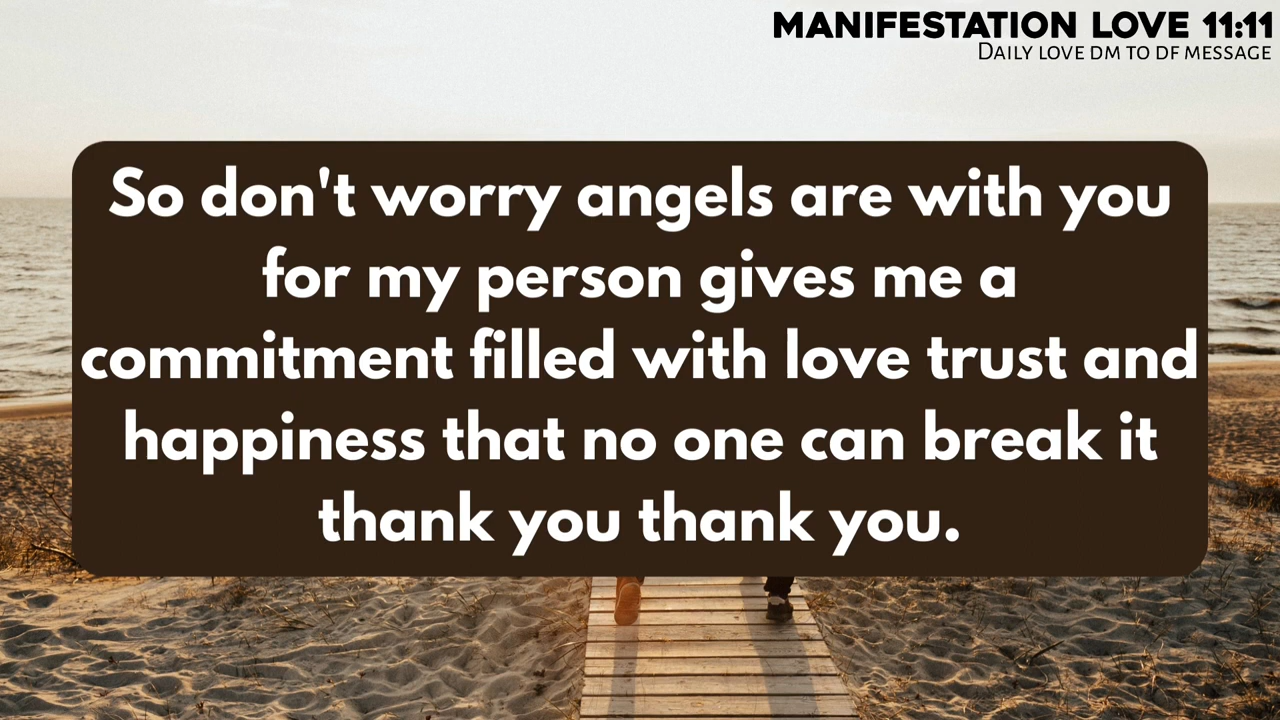 MANIFESTATION LOVE 11:11
DAILY LOVE DM TO DF MESSAGE
So don't worry angels are with you
for my person gives me a
commitment filled with love trust and
happiness that no one can break it
thank you thank you.